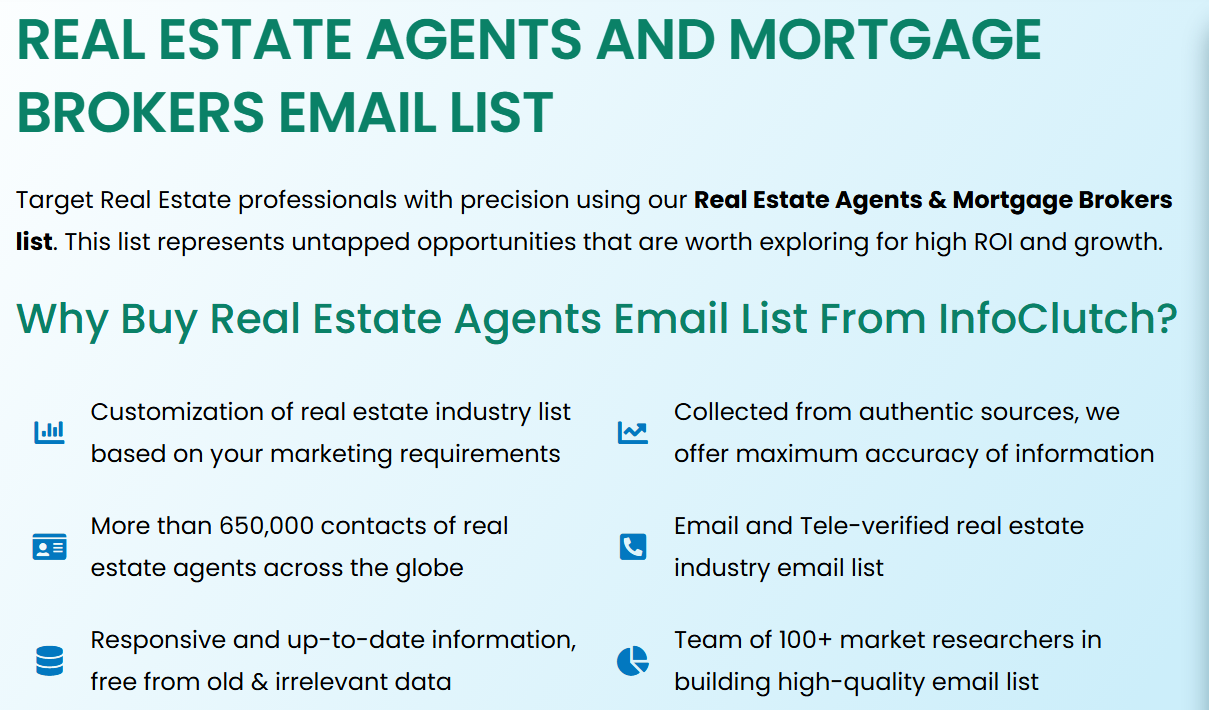 REAL ESTATE AGENTS AND MORTGAGE
BROKERS EMAIL LIST
Target Real Estate professionals with precision using our Real Estate Agents & Mortgage Brokers
list. This list represents untapped opportunities that are worth exploring for high ROI and growth.
Why Buy Real Estate Agents Email List From InfoClutch?
Customization of real estate industry list
based on your marketing requirements
Collected from authentic sources, we
offer maximum accuracy of information
More than 650,000 contacts of real
estate agents across the globe
Email and Tele-verified real estate
industry email list
Responsive and up-to-date information,
free from old & irrelevant data
Team of 100+ market researchers in
building high-quality email list